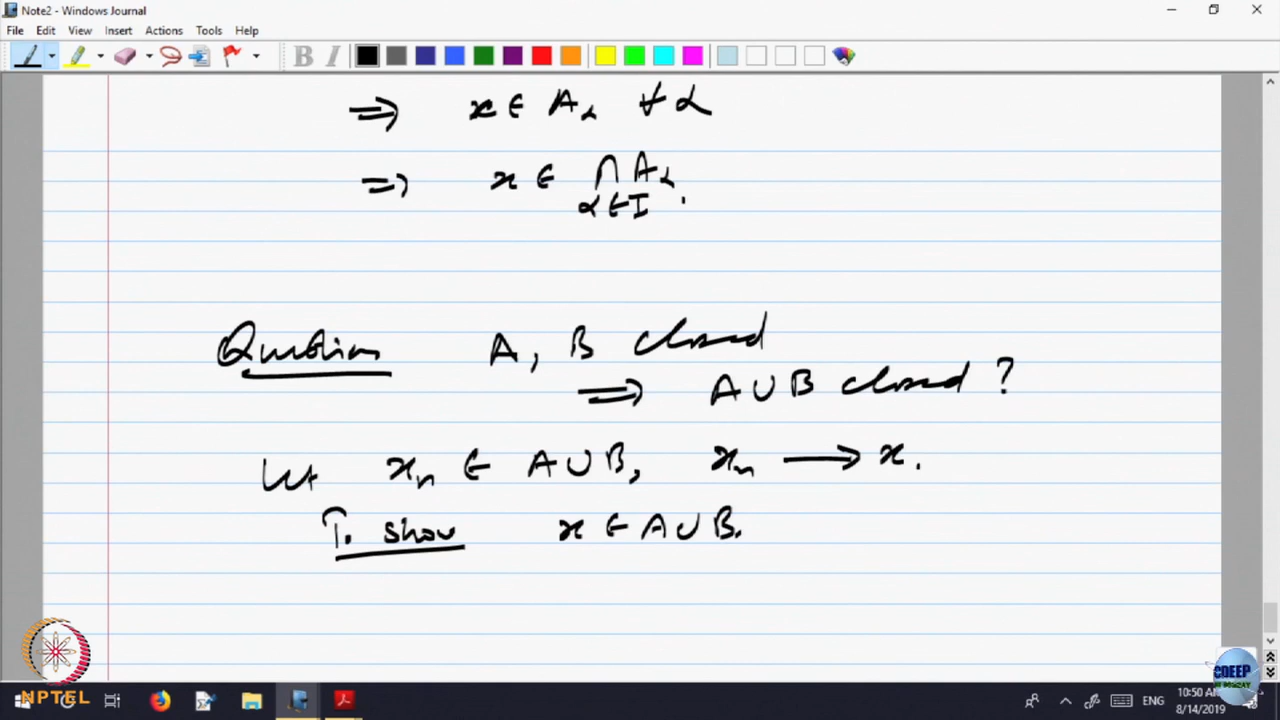 Note2 - Windows Journal
File Edit View Insert Actions Tools Help
B I
⇒ x ∈ A_α ∀ α
⇒ x ∈ ⋂ A_α.
α ∈ I
Question A, B closed
⇒ A ∪ B closed ?
Let x_n ∈ A ∪ B, x_n ⟶ x.
To show x ∈ A ∪ B.
NPTEL
CDEEP
ENG
10:50 AM
8/14/2019